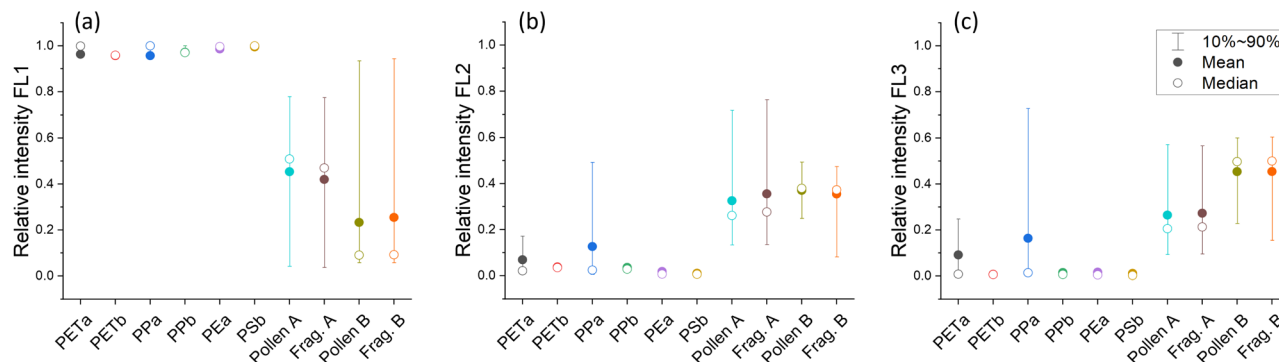 (a)
Relative intensity FL1
1.0
0.8
0.6
0.4
0.2
0.0
PETa
PETb
PPa
PPb
PEa
PSb
Pollen A
Frag. A
Pollen B
Frag. B
(b)
Relative intensity FL2
1.0
0.8
0.6
0.4
0.2
0.0
PETa
PETb
PPa
PPb
PEa
PSb
Pollen A
Frag. A
Pollen B
Frag. B
(c)
Relative intensity FL3
1.0
0.8
0.6
0.4
0.2
0.0
PETa
PETb
PPa
PPb
PEa
PSb
Pollen A
Frag. A
Pollen B
Frag. B
10%~90%
Mean
Median